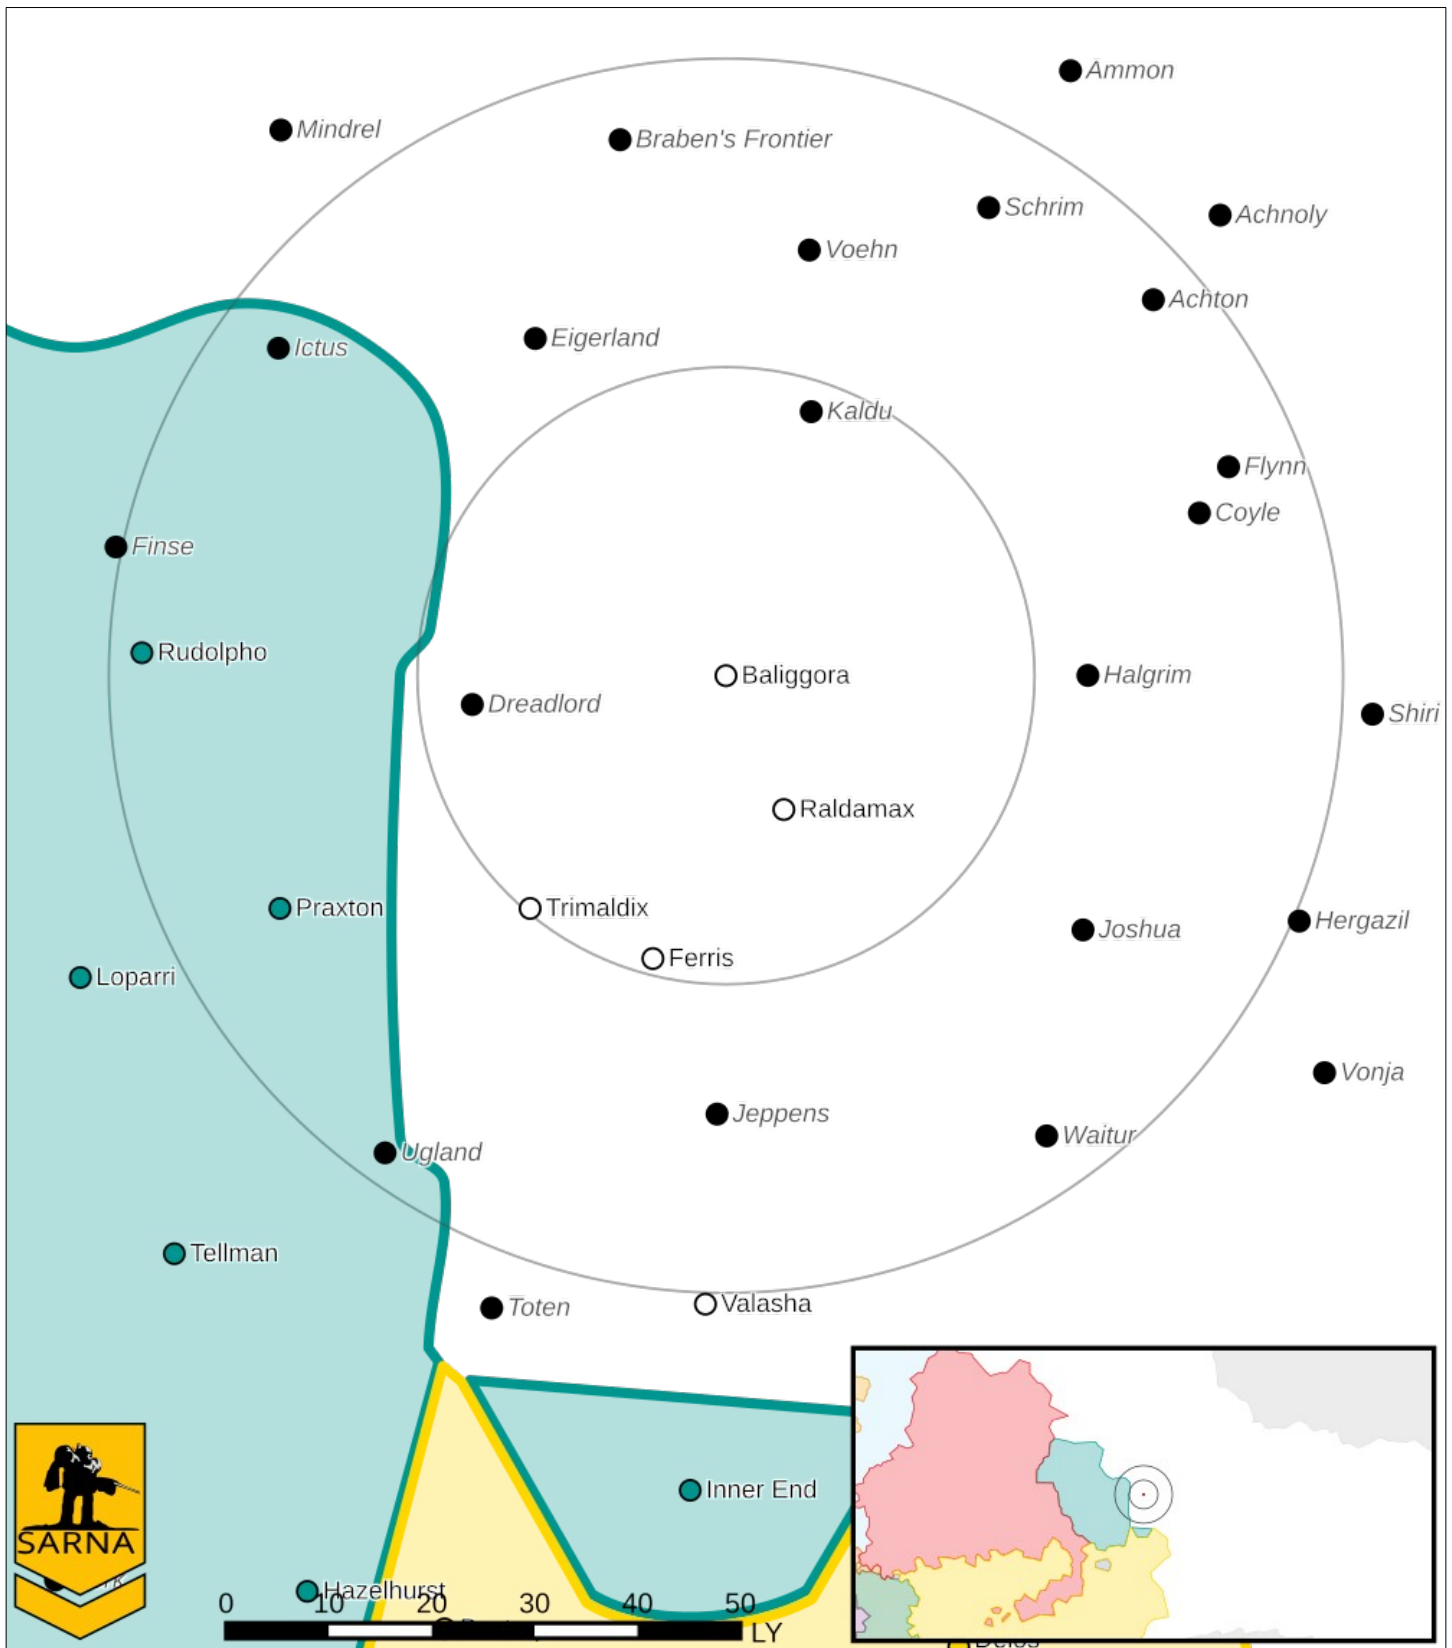 Ammon
Mindrel
Braben's Frontier
Schrim
Achnoly
Voehn
Achton
Eigerland
Ictus
Kaldu
Flynn
Coyle
Finse
Rudolpho
Baliggora
Halgrim
Dreadlord
Shiri
Raldamax
Praxton
Trimaldix
Hergazil
Joshua
Ferris
Loparri
Vonja
Jeppens
Waitur
Ugland
Tellman
Toten
Valasha
Inner End
SARNA
Hazelhurst
0 10 20 30 40 50
LY